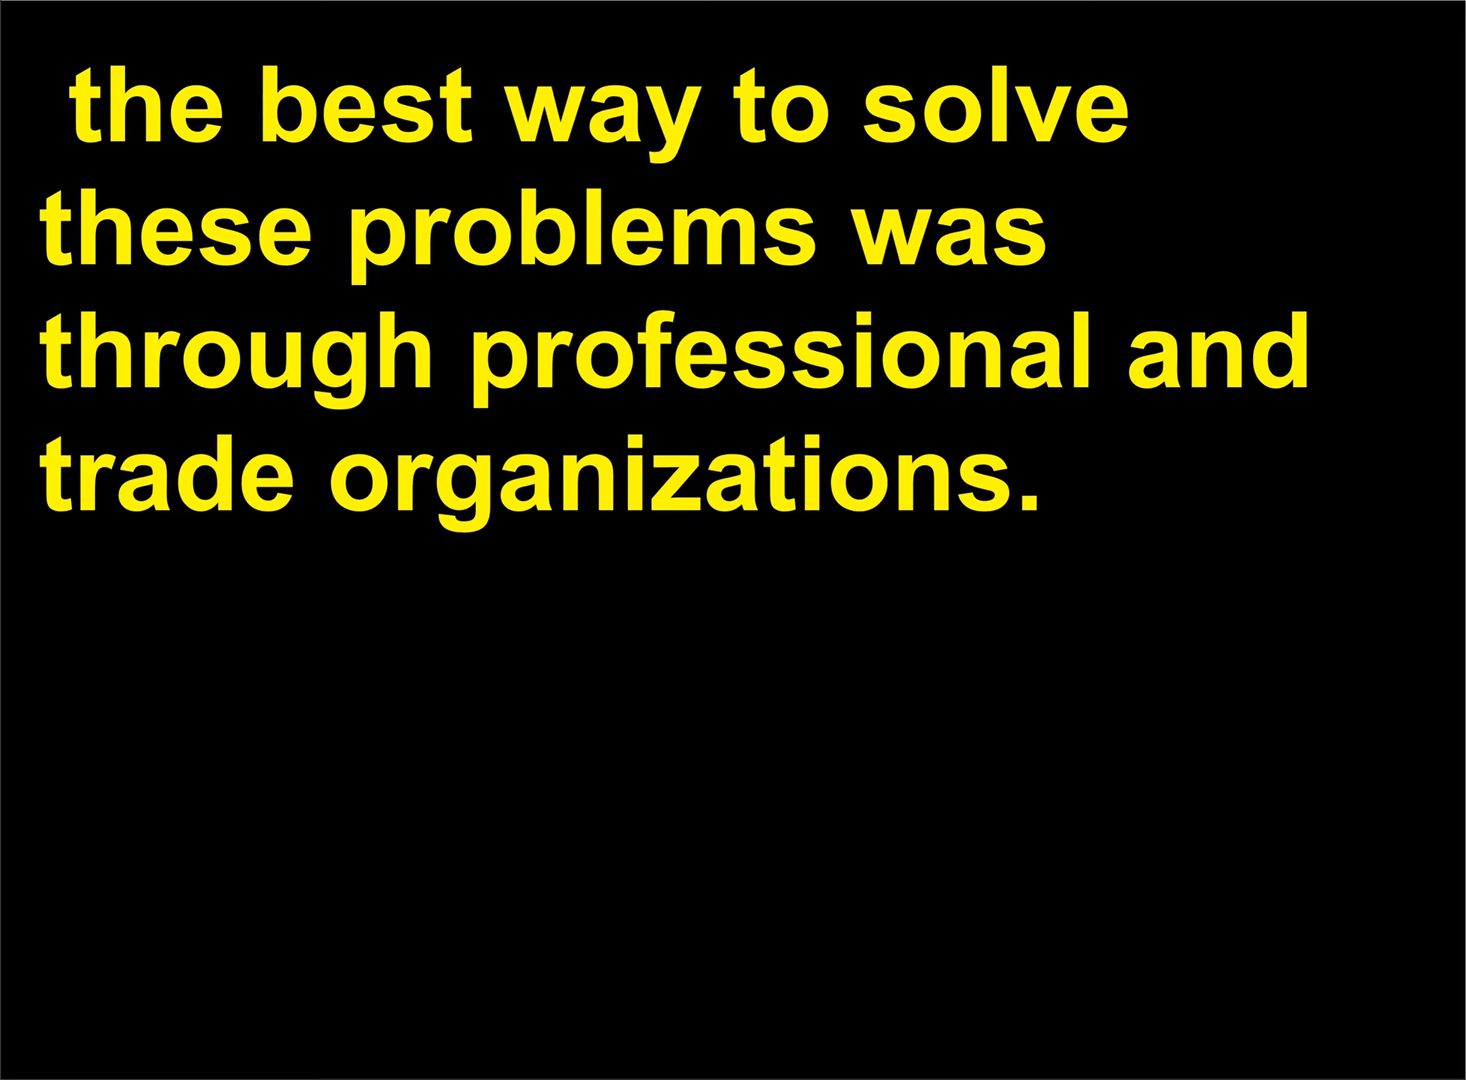 the best way to solve
these problems was
through professional and
trade organizations.